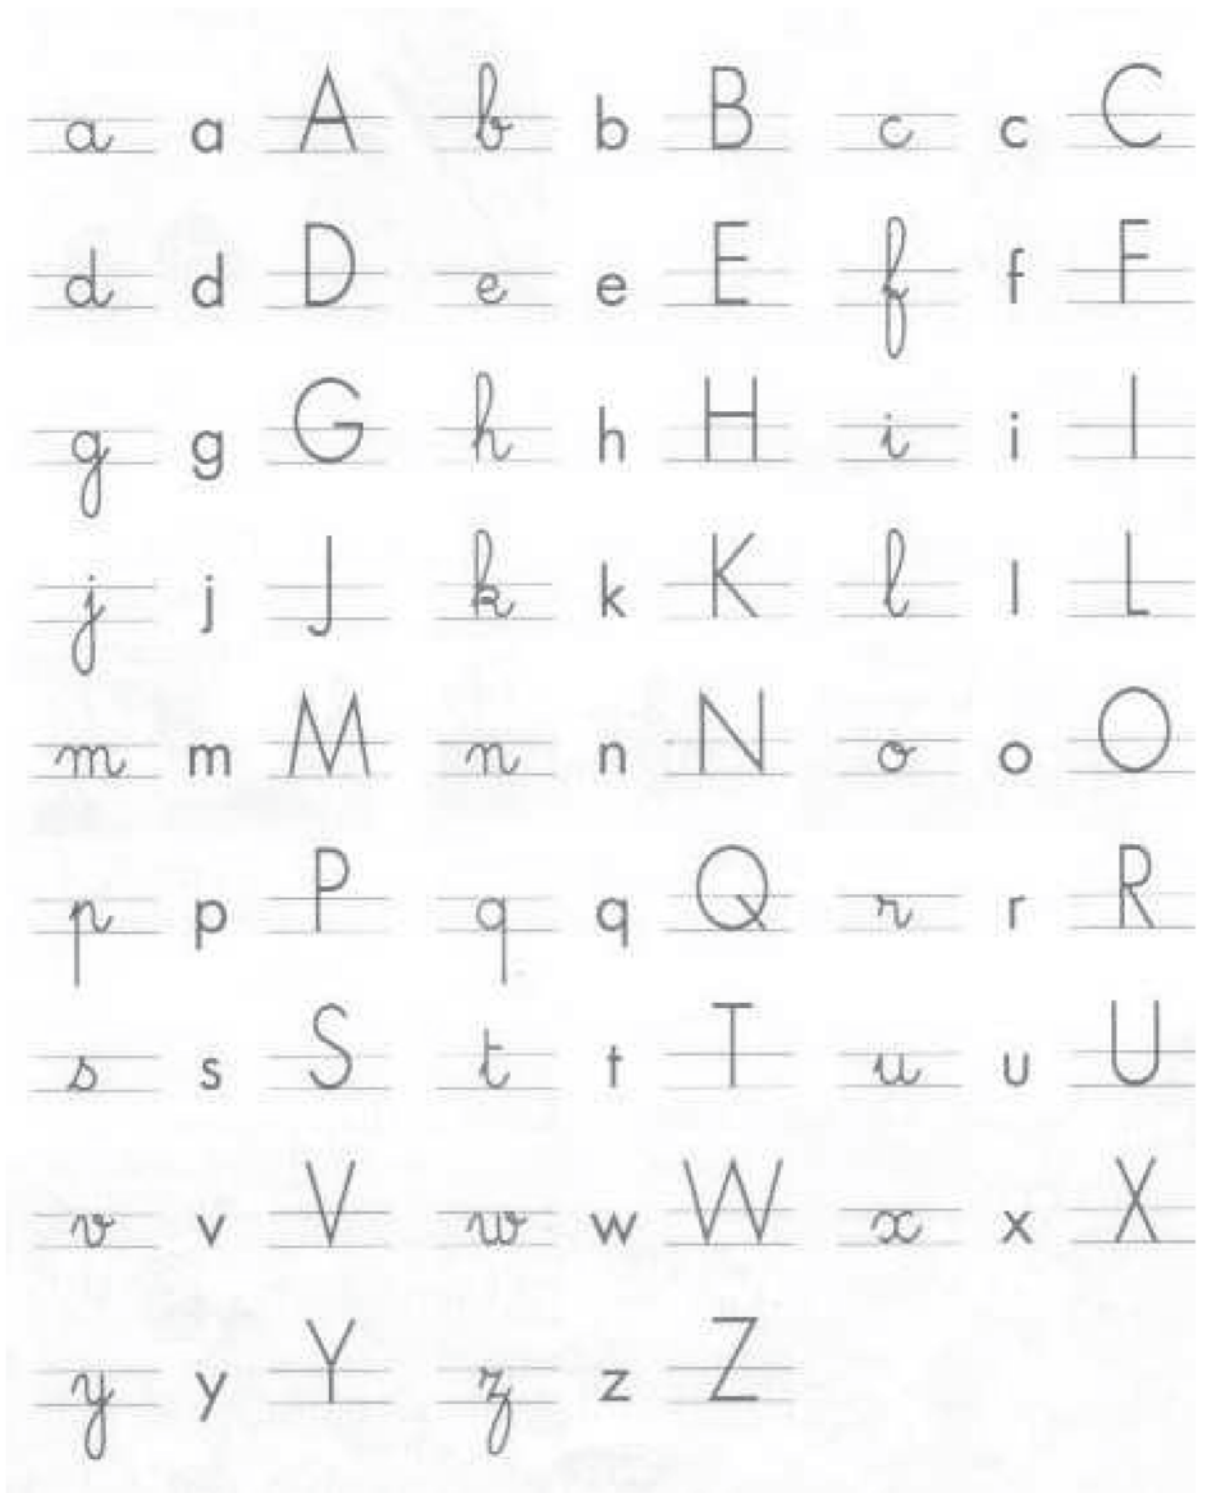 a a A b b B c c C
d d D e e E f f F
g g G h h H i i I
j j J k k K l l L
m m M n n N o o O
p p P q q Q r r R
s s S t t T u u U
v v V w w W x x X
y y Y z z Z